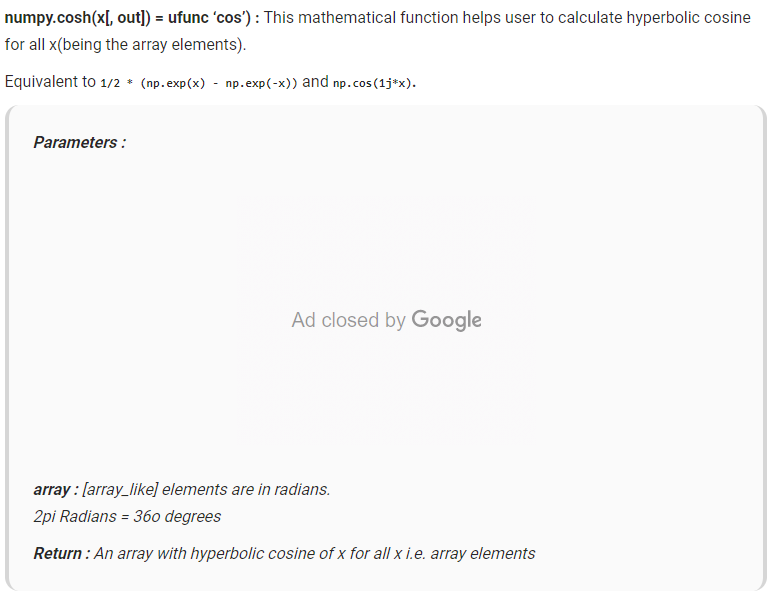 numpy.cosh(x[, out]) = ufunc ‘cos’) : This mathematical function helps user to calculate hyperbolic cosine
for all x(being the array elements).
Equivalent to 1/2 * (np.exp(x) - np.exp(-x)) and np.cos(1j*x).
Parameters :
Ad closed by Google
array : [array_like] elements are in radians.
2pi Radians = 36o degrees
Return : An array with hyperbolic cosine of x for all x i.e. array elements